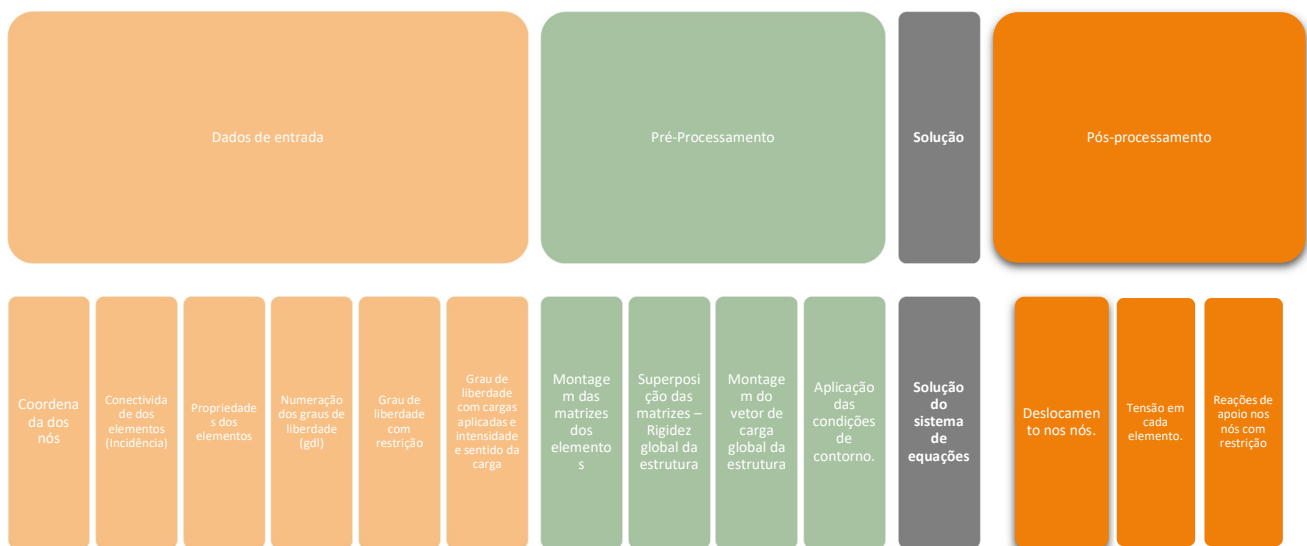 Dados de entrada
Pré-Processamento
Solução
Pós-processamento
Coordena
da dos
nós
Conectivida
de dos
elementos
(Incidência)
Propriedade
s dos
elementos
Numeração
dos graus de
liberdade
(gdl)
Grau de
liberdade
com
restrição
Grau de
liberdade
com cargas
aplicadas e
intensidade
e sentido da
carga
Montage
m das
matrizes
dos
elemento
s
Superposi
ção das
matrizes –
Rigidez
global da
estrutura
Montage
m do
vetor de
carga
global da
estrutura
Aplicação
das
condições
de
contorno.
Solução
do
sistema
de
equações
Deslocamen
to nos nós.
Tensão em
cada
elemento.
Reações de
apoio nos
nós com
restrição